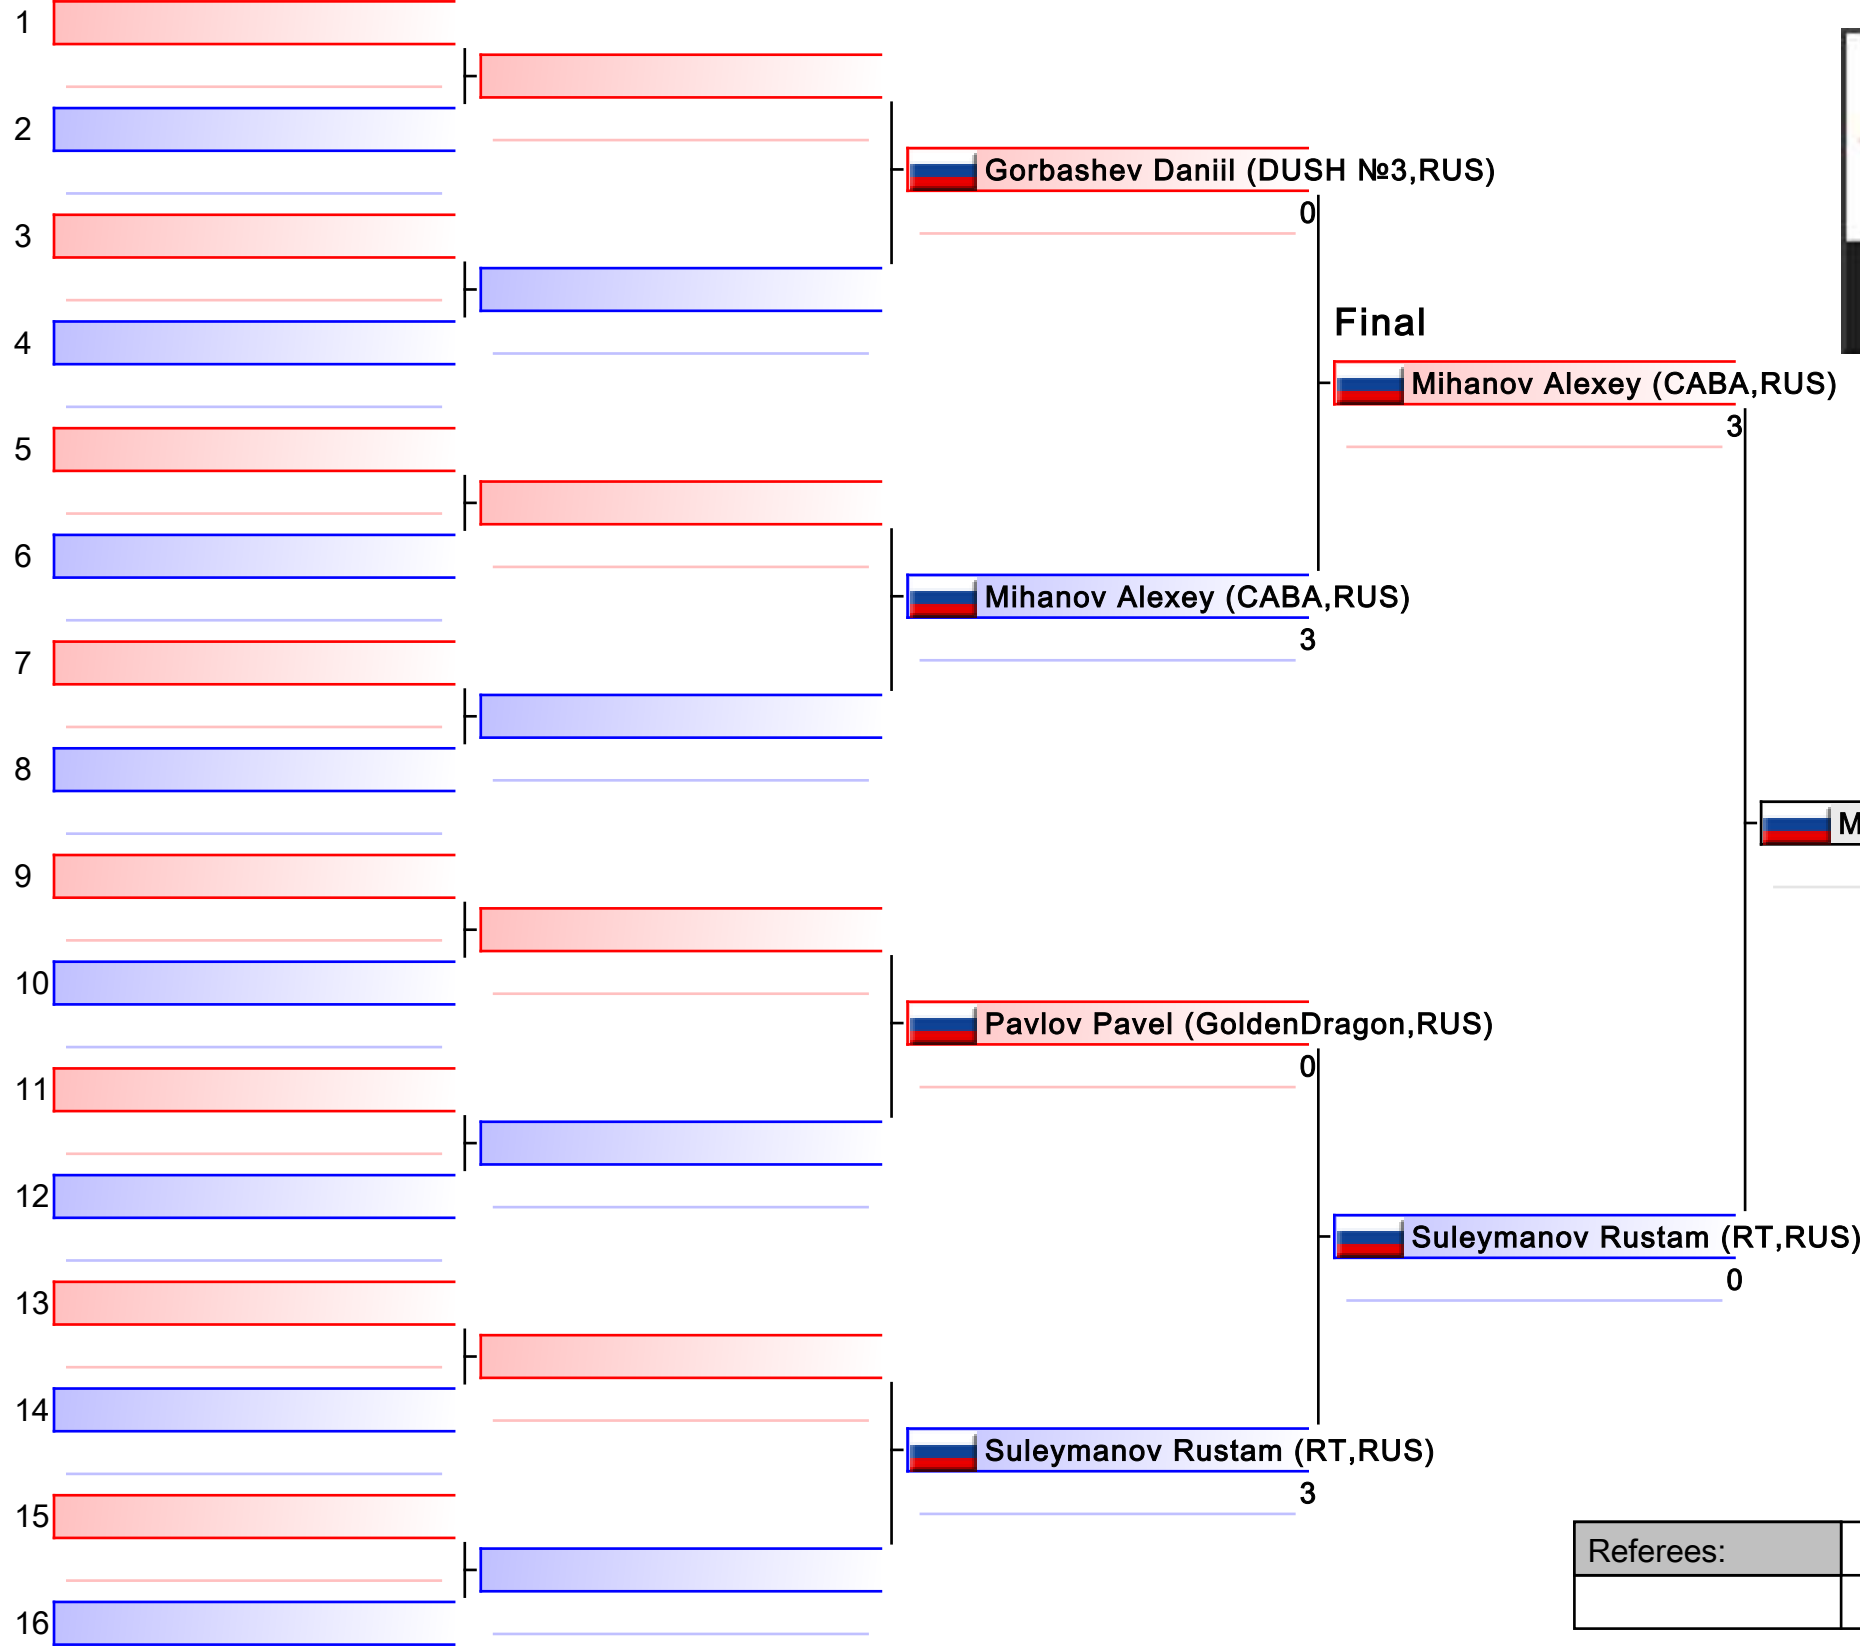 1
2
Gorbashev Daniil (DUSH №3,RUS)
0
3
Final
4
Mihanov Alexey (CABA,RUS)
3
5
6
Mihanov Alexey (CABA,RUS)
3
7
8
M
9
10
Pavlov Pavel (GoldenDragon,RUS)
0
11
12
Suleymanov Rustam (RT,RUS)
0
13
14
Suleymanov Rustam (RT,RUS)
3
15
Referees:
16